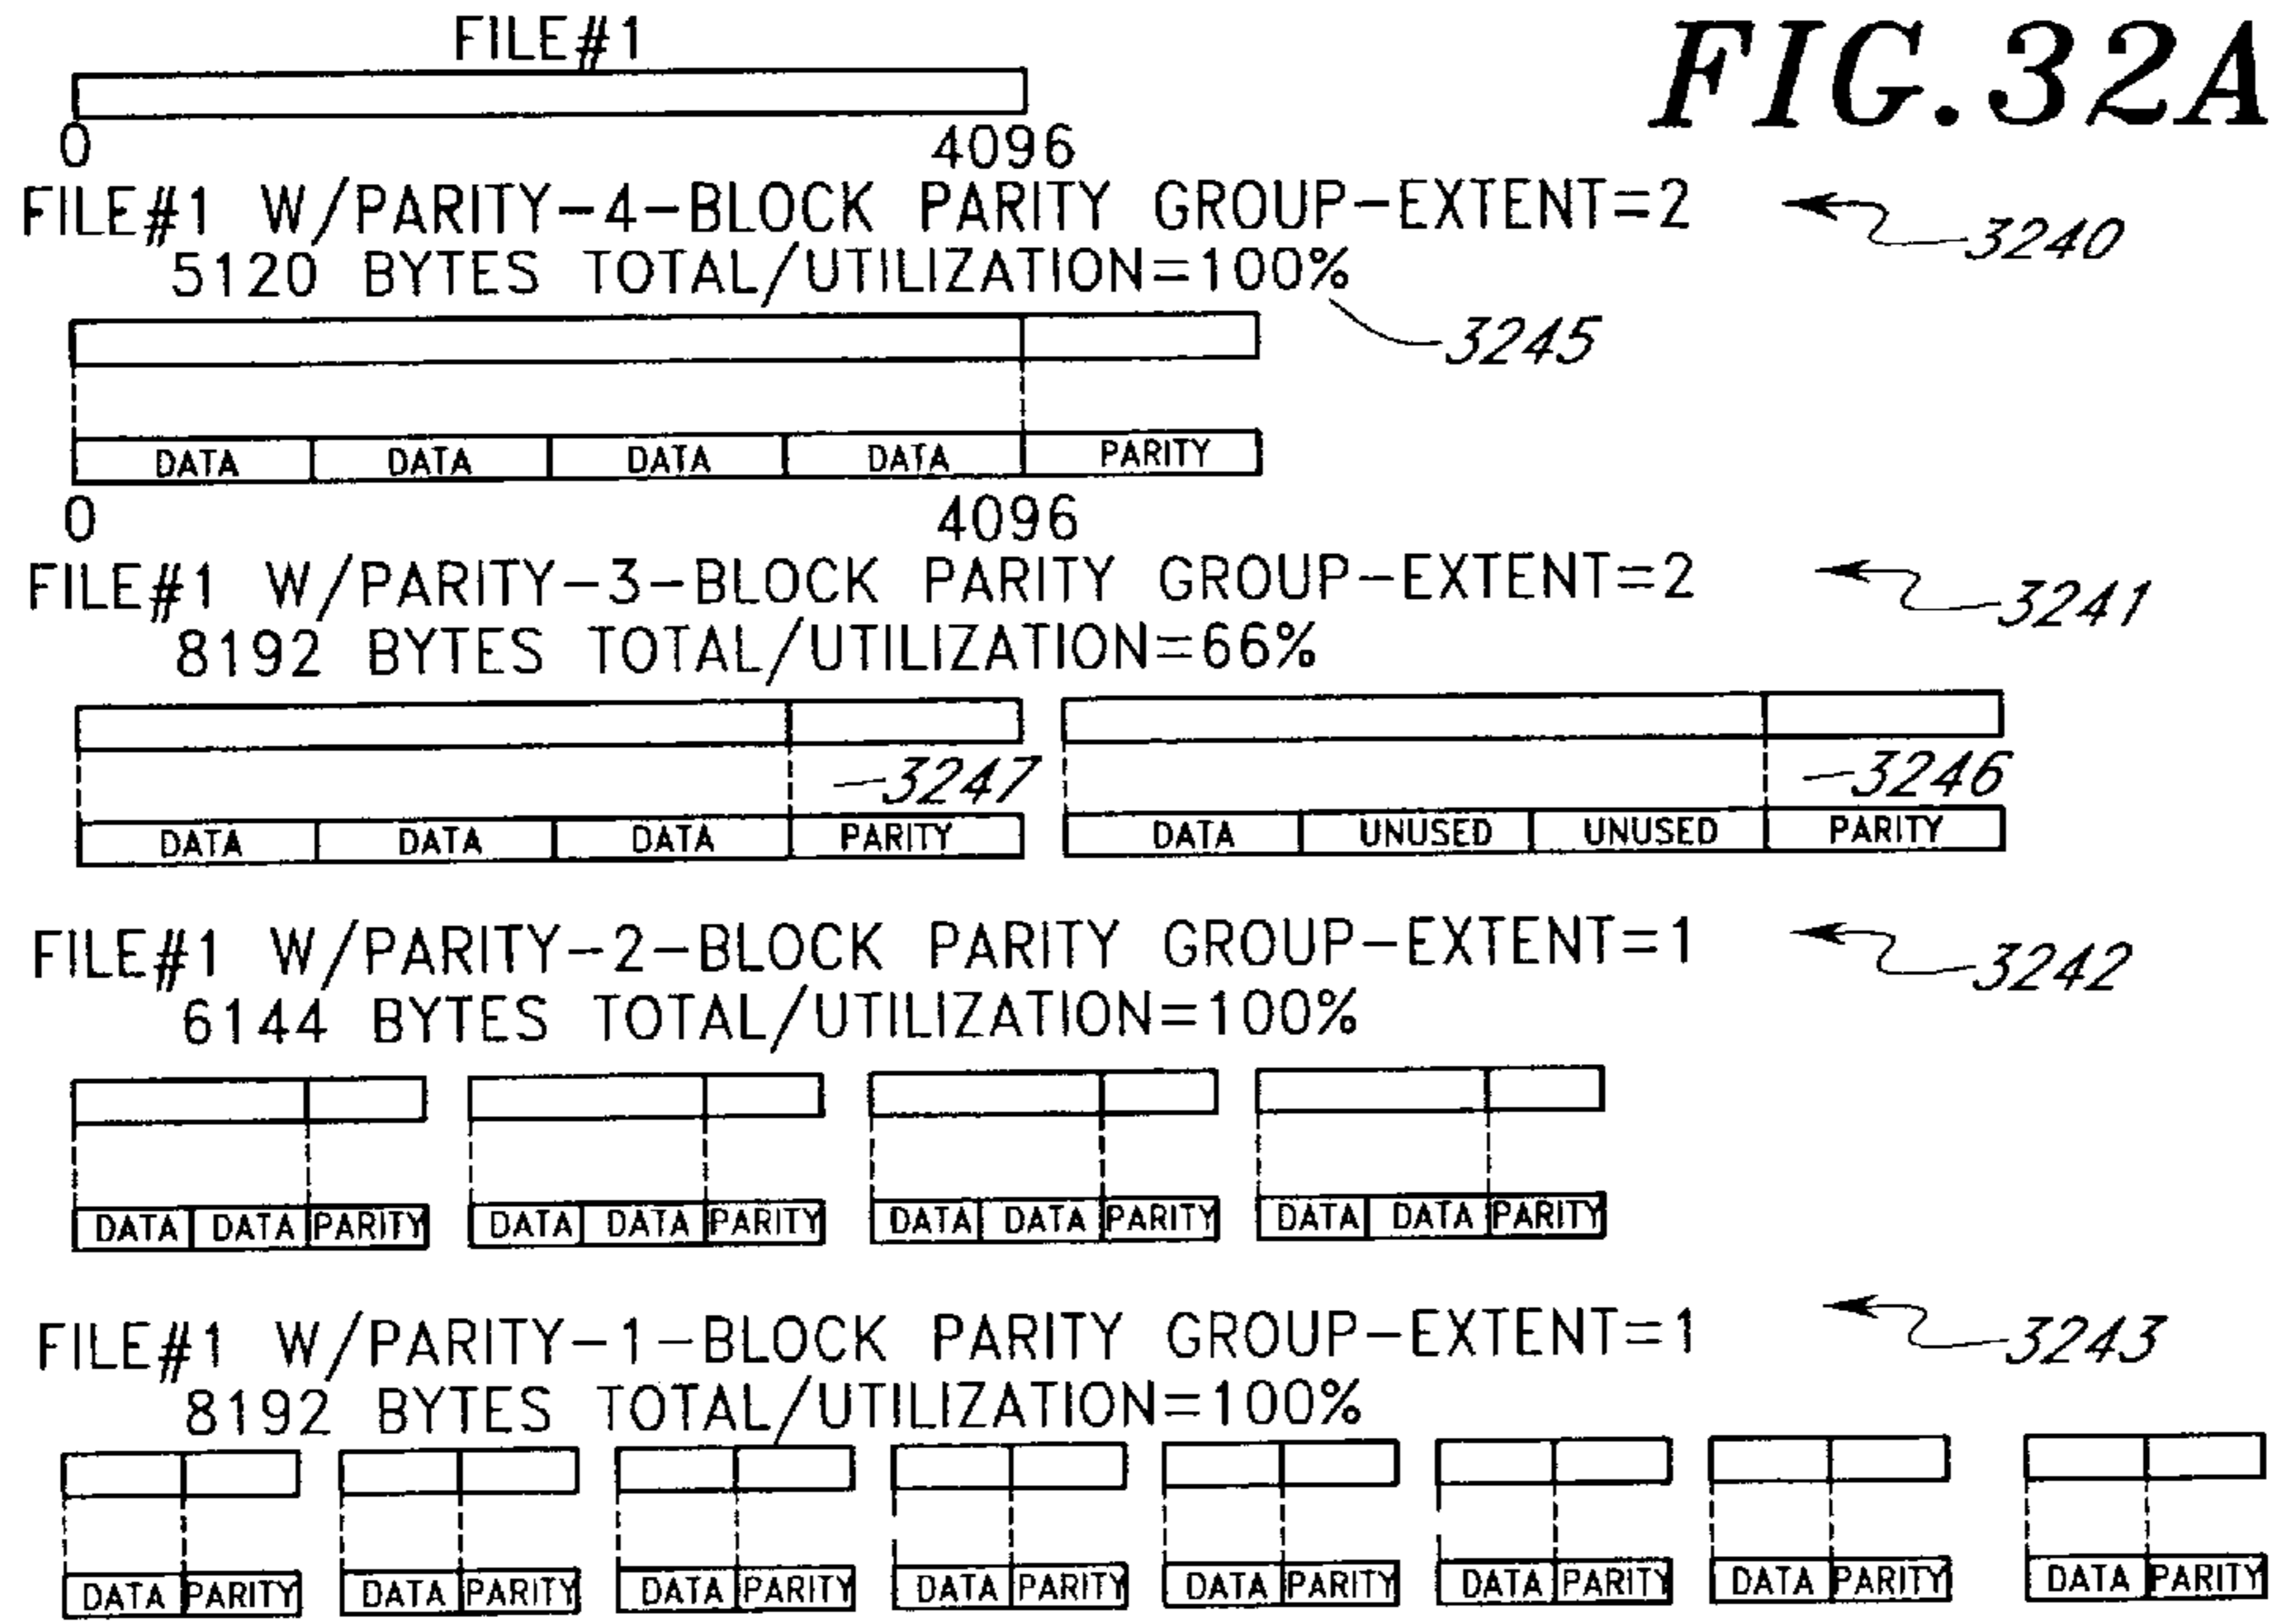 FILE#1
FIG.32A
0 4096
FILE#1 W/PARITY-4-BLOCK PARITY GROUP-EXTENT=2
3240
5120 BYTES TOTAL/UTILIZATION=100%
3245
DATA DATA DATA DATA PARITY
0 4096
FILE#1 W/PARITY-3-BLOCK PARITY GROUP-EXTENT=2
3241
8192 BYTES TOTAL/UTILIZATION=66%
3247 3246
DATA DATA DATA PARITY DATA UNUSED UNUSED PARITY
FILE#1 W/PARITY-2-BLOCK PARITY GROUP-EXTENT=1
3242
6144 BYTES TOTAL/UTILIZATION=100%
DATA DATA PARITY DATA DATA PARITY DATA DATA PARITY DATA DATA PARITY
FILE#1 W/PARITY-1-BLOCK PARITY GROUP-EXTENT=1
3243
8192 BYTES TOTAL/UTILIZATION=100%
DATA PARITY DATA PARITY DATA PARITY DATA PARITY DATA PARITY DATA PARITY DATA PARITY DATA PARITY